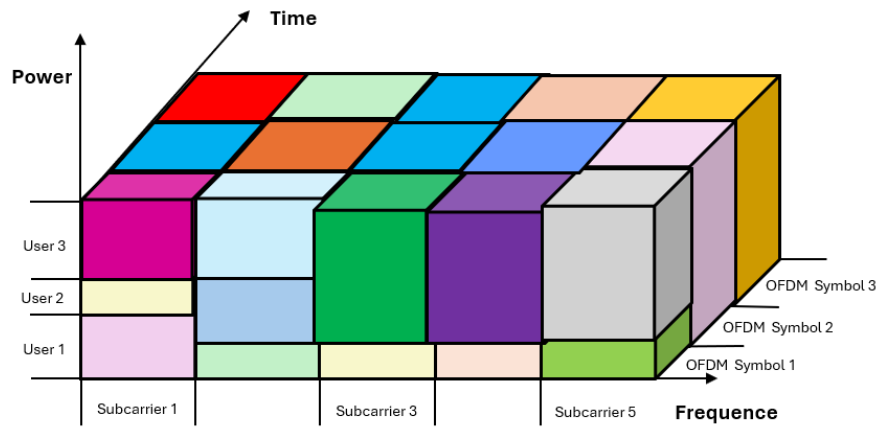 Time
Power
User 3
User 2
User 1
OFDM Symbol 3
OFDM Symbol 2
OFDM Symbol 1
Subcarrier 1
Subcarrier 3
Subcarrier 5
Frequence